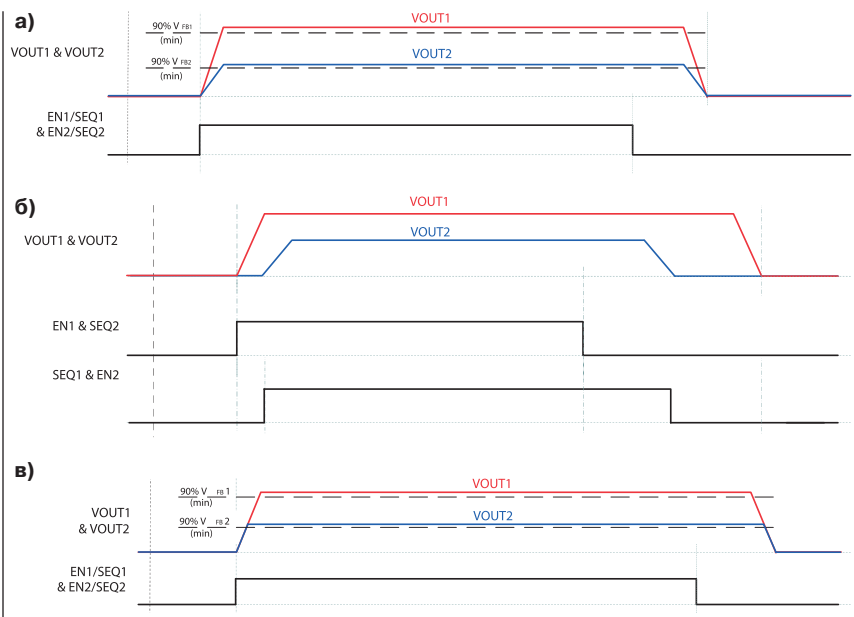 а)
VOUT1
90% V FB1
(min)
VOUT1 & VOUT2
VOUT2
90% V FB2
(min)
EN1/SEQ1
& EN2/SEQ2
б)
VOUT1
VOUT1 & VOUT2
VOUT2
EN1 & SEQ2
SEQ1 & EN2
в)
VOUT1
90% V FB 1
(min)
VOUT1
& VOUT2
VOUT2
90% V FB 2
(min)
EN1/SEQ1
& EN2/SEQ2